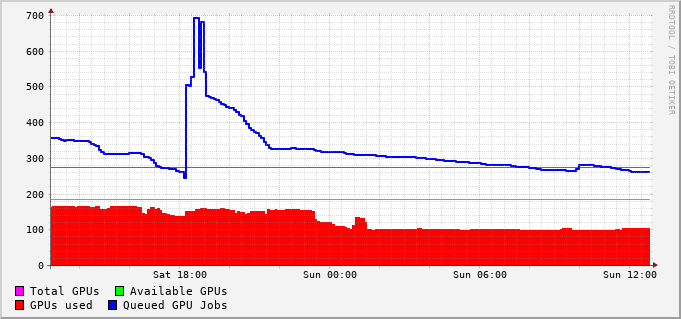 700
600
500
400
300
200
100
0
Sat 18:00 Sun 00:00 Sun 06:00 Sun 12:00
Total GPUs Available GPUs
GPUs used Queued GPU Jobs
RRDTOOL / TOBI OETIKER